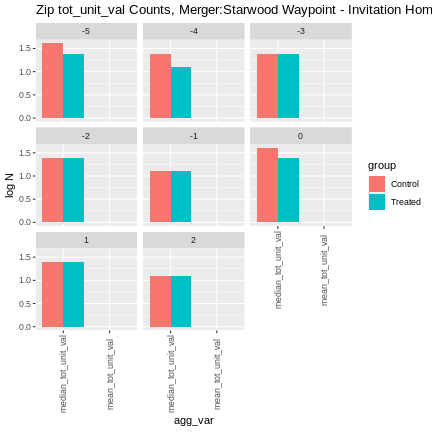 Zip tot_unit_val Counts, Merger:Starwood Waypoint - Invitation Hom
-5 -4 -3
1.5
1.0
0.5
0.0
-2 -1 0
1.5
1.0
0.5
0.0
1 2
1.5
1.0
0.5
0.0
log N
median_tot_unit_val
mean_tot_unit_val
median_tot_unit_val
mean_tot_unit_val
median_tot_unit_val
mean_tot_unit_val
agg_var
group
Control
Treated